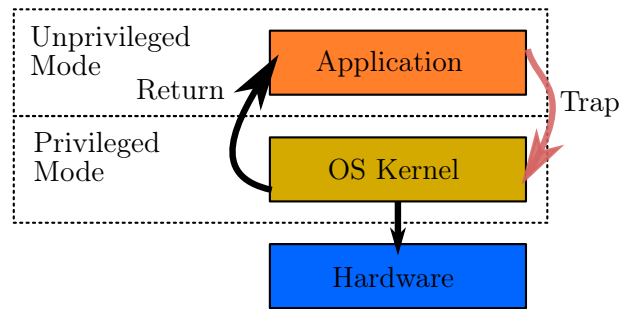 Unprivileged
Mode
Application
Return
Trap
Privileged
Mode
OS Kernel
Hardware